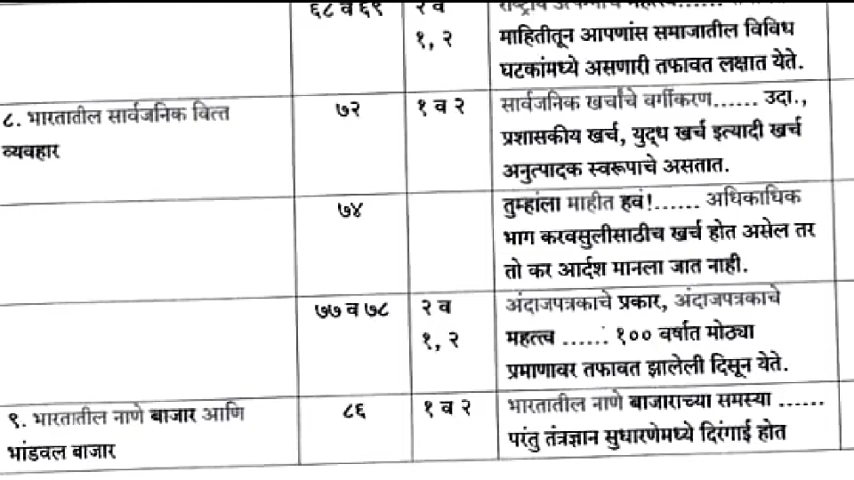 ६८ व ६९ २ व
१, २ माहितीतून आपणांस समाजातील विविध
घटकांमध्ये असणारी तफावत लक्षात येते.
८. भारतातील सार्वजनिक वित्त ७२ १ व २ सार्वजनिक खर्चाचे वर्गीकरण...... उदा.,
व्यवहार प्रशासकीय खर्च, युद्ध खर्च इत्यादी खर्च
अनुत्पादक स्वरूपाचे असतात.
७४ तुम्हांला माहीत हवं!...... अधिकाधिक
भाग करवसुलीसाठीच खर्च होत असेल तर
तो कर आर्दश मानला जात नाही.
७७ व ७८ २ व अंदाजपत्रकाचे प्रकार, अंदाजपत्रकाचे
१, २ महत्त्व ...... १०० वर्षात मोठ्या
प्रमाणावर तफावत झालेली दिसून येते.
९. भारतातील नाणे बाजार आणि ८६ १ व २ भारतातील नाणे बाजाराच्या समस्या ......
भांडवल बाजार परंतु तंत्रज्ञान सुधारणेमध्ये दिरंगाई होत